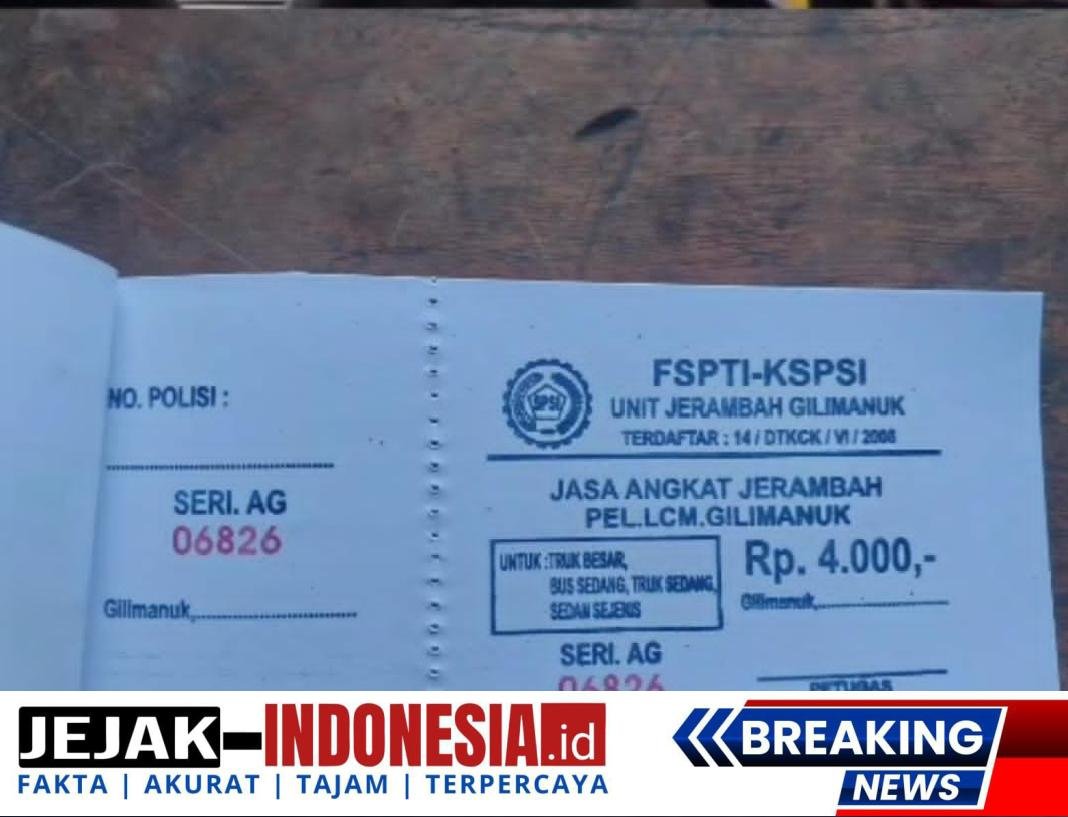 NO. POLISI :
SERI. AG
06826
Gilimanuk,
SPSI
FSPTI-KSPSI
UNIT JERAMBAH GILIMANUK
TERDAFTAR : 14 / DTKCK / VI / 2008
JASA ANGKAT JERAMBAH
PEL.LCM.GILIMANUK
UNTUK : TRUK BESAR,
BUS SEDANG, TRUK SEDANG,
SEDAN SEJENIS
Rp. 4.000,-
Gilimanuk,
SERI. AG
06826
PETUGAS
JEJAK-INDONESIA.id
FAKTA | AKURAT | TAJAM | TERPERCAYA
BREAKING
NEWS